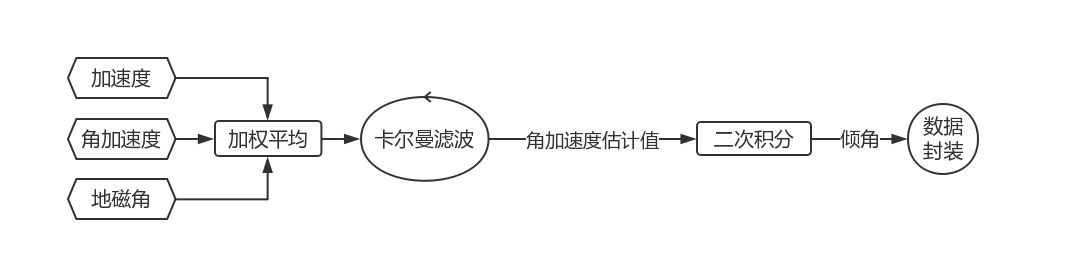 加速度
角加速度
地磁角
加权平均
卡尔曼滤波
角加速度估计值
二次积分
倾角
数据
封装